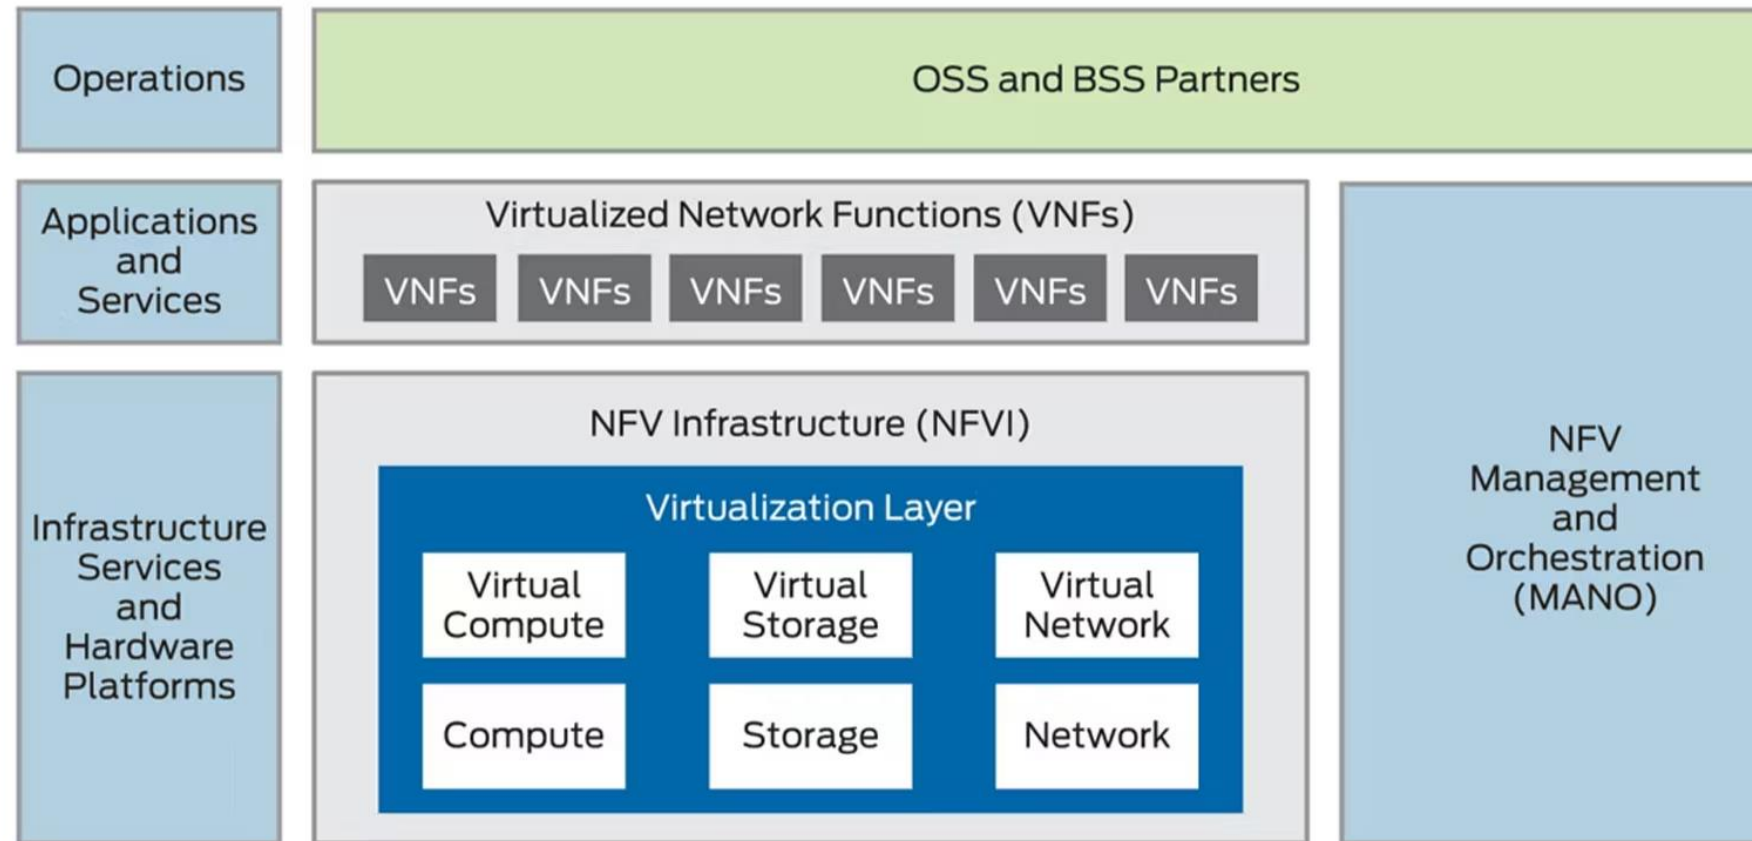 Operations
OSS and BSS Partners
Applications
and
Services
Virtualized Network Functions (VNFs)
VNFs
VNFs
VNFs
VNFs
VNFs
VNFs
Infrastructure
Services
and
Hardware
Platforms
NFV Infrastructure (NFVI)
Virtualization Layer
Virtual
Compute
Virtual
Storage
Virtual
Network
Compute
Storage
Network
NFV
Management
and
Orchestration
(MANO)